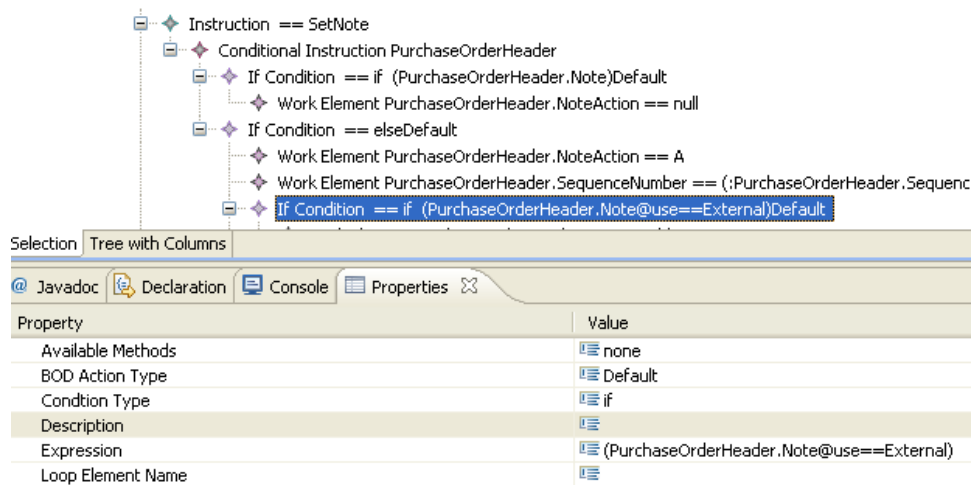 Instruction == SetNote
Conditional Instruction PurchaseOrderHeader
If Condition == if (PurchaseOrderHeader.Note)Default
Work Element PurchaseOrderHeader.NoteAction == null
If Condition == elseDefault
Work Element PurchaseOrderHeader.NoteAction == A
Work Element PurchaseOrderHeader.SequenceNumber == (:PurchaseOrderHeader.Sequenc
If Condition == if (PurchaseOrderHeader.Note@use==External)Default
Selection Tree with Columns
@ Javadoc Declaration Console Properties
Property Value
Available Methods none
BOD Action Type Default
Condtion Type if
Description
Expression (PurchaseOrderHeader.Note@use==External)
Loop Element Name